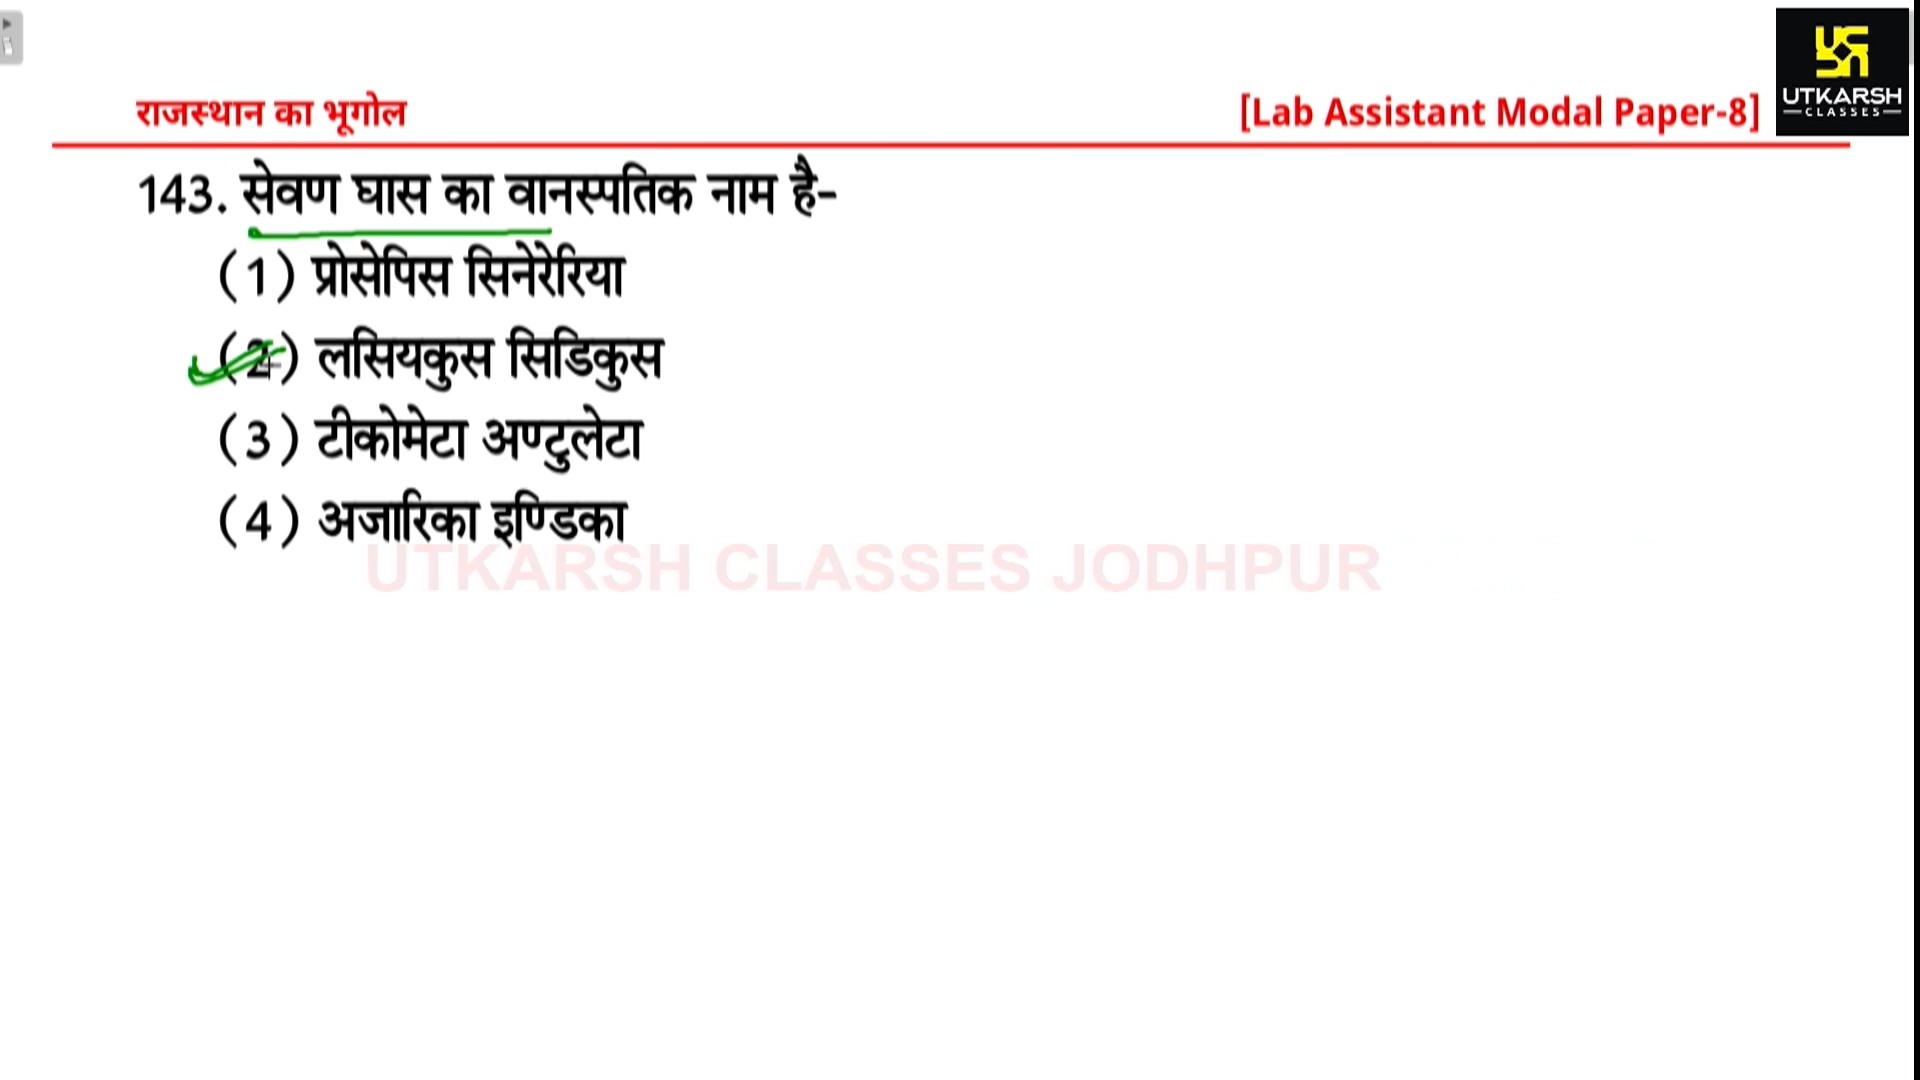 UTKARSH
CLASSES
राजस्थान का भूगोल
[Lab Assistant Modal Paper-8]
143. सेवण घास का वानस्पतिक नाम है-
(1) प्रोसेपिस सिनेरेरिया
(2) लसियकुस सिडिकुस
(3) टीकोमेटा अण्टुलेटा
(4) अजारिका इण्डिका
UTKARSH CLASSES JODHPUR